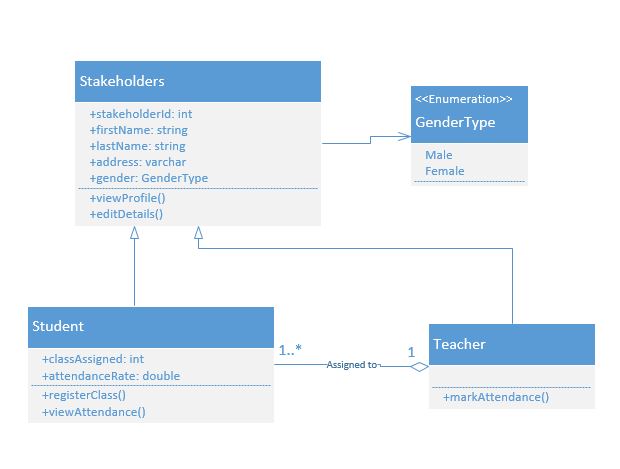 Stakeholders
+stakeholderId: int
+firstName: string
+lastName: string
+address: varchar
+gender: GenderType
+viewProfile()
+editDetails()
<<Enumeration>>
GenderType
Male
Female
Student
+classAssigned: int
+attendanceRate: double
+registerClass()
+viewAttendance()
1..*
Assigned to
1
Teacher
+markAttendance()